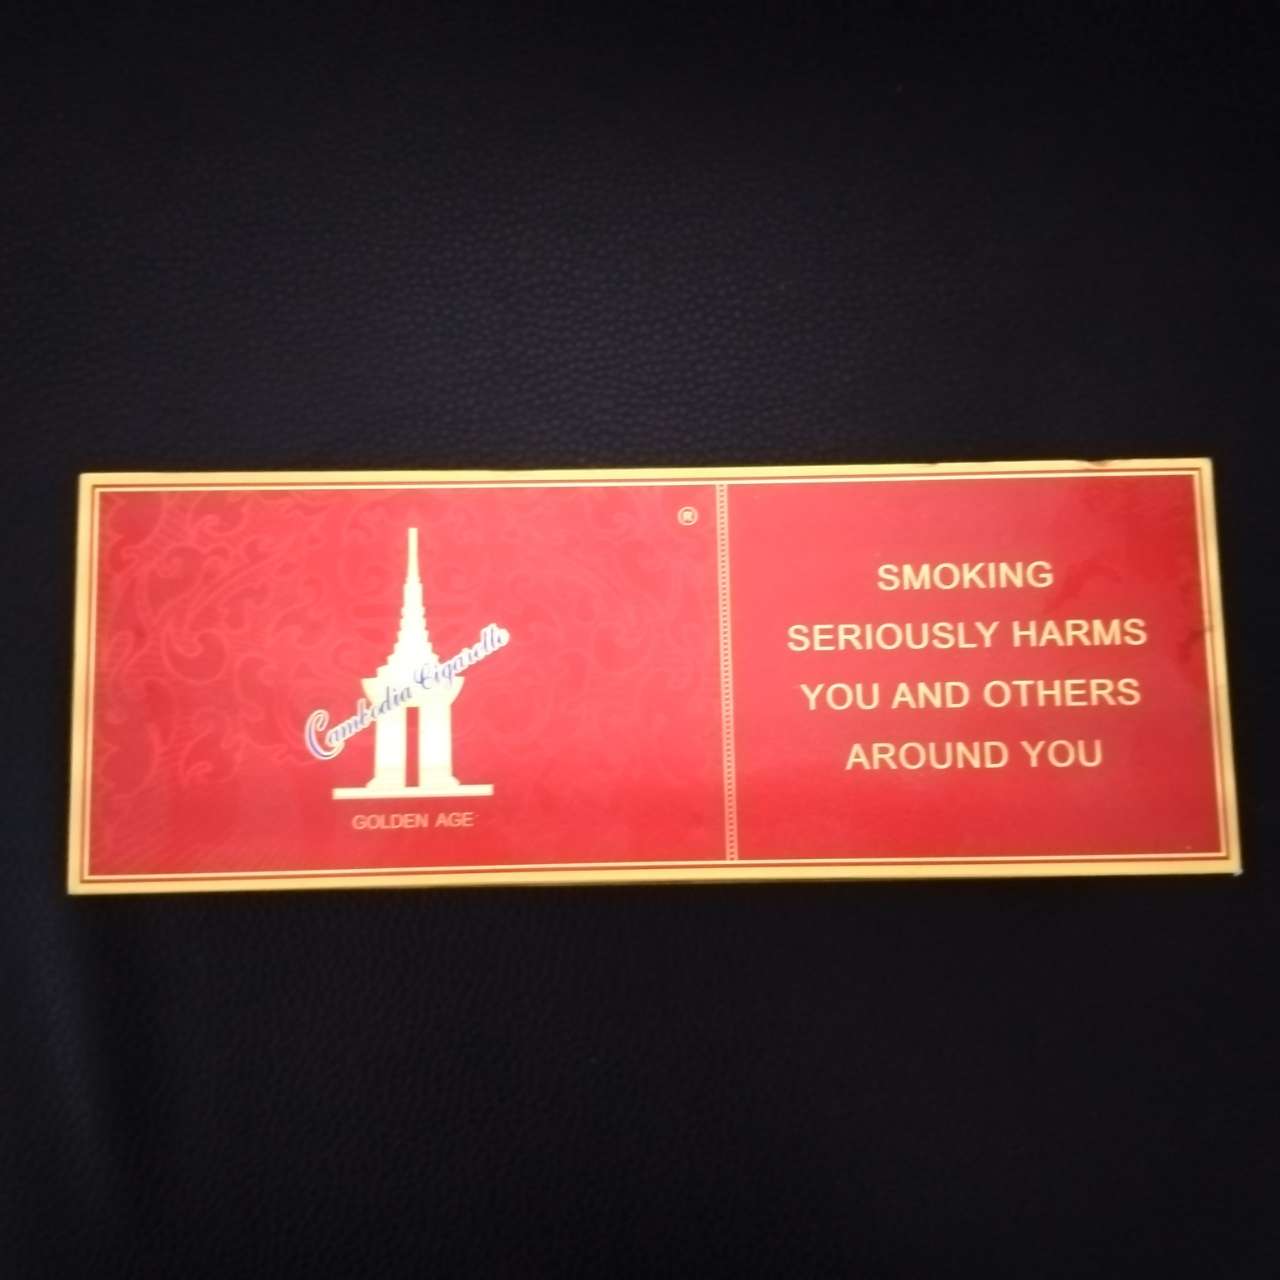 ®
Cambodia Cigarette
GOLDEN AGE
SMOKING
SERIOUSLY HARMS
YOU AND OTHERS
AROUND YOU